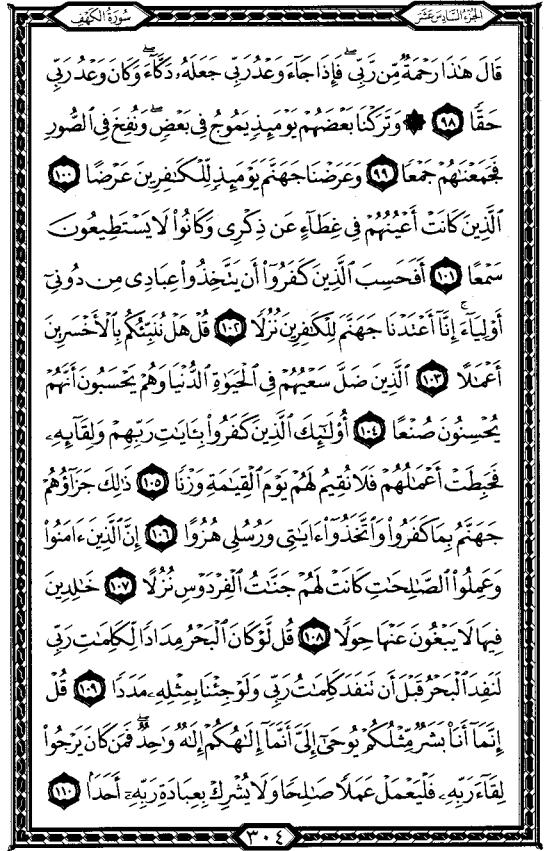 الجزء السادس عشر
سورة الكهف
قَالَ هَٰذَا رَحْمَةٌ مِّن رَّبِّي ۖ فَإِذَا جَاءَ وَعْدُ رَبِّي جَعَلَهُ دَكَّاءَ ۖ وَكَانَ وَعْدُ رَبِّي
حَقًّا ٩٨ ۞ وَتَرَكْنَا بَعْضَهُمْ يَوْمَئِذٍ يَمُوجُ فِي بَعْضٍ ۖ وَنُفِخَ فِي الصُّورِ
فَجَمَعْنَاهُمْ جَمْعًا ٩٩ وَعَرَضْنَا جَهَنَّمَ يَوْمَئِذٍ لِّلْكَافِرِينَ عَرْضًا ١٠٠
الَّذِينَ كَانَتْ أَعْيُنُهُمْ فِي غِطَاءٍ عَن ذِكْرِي وَكَانُوا لَا يَسْتَطِيعُونَ
سَمْعًا ١٠١ أَفَحَسِبَ الَّذِينَ كَفَرُوا أَن يَتَّخِذُوا عِبَادِي مِن دُونِي
أَوْلِيَاءَ ۚ إِنَّا أَعْتَدْنَا جَهَنَّمَ لِلْكَافِرِينَ نُزُلًا ١٠٢ قُلْ هَلْ نُنَبِّئُكُم بِالْأَخْسَرِينَ
أَعْمَالًا ١٠٣ الَّذِينَ ضَلَّ سَعْيُهُمْ فِي الْحَيَاةِ الدُّنْيَا وَهُمْ يَحْسَبُونَ أَنَّهُمْ
يُحْسِنُونَ صُنْعًا ١٠٤ أُولَٰئِكَ الَّذِينَ كَفَرُوا بِآيَاتِ رَبِّهِمْ وَلِقَائِهِ
فَحَبِطَتْ أَعْمَالُهُمْ فَلَا نُقِيمُ لَهُمْ يَوْمَ الْقِيَامَةِ وَزْنًا ١٠٥ ذَٰلِكَ جَزَاؤُهُمْ
جَهَنَّمُ بِمَا كَفَرُوا وَاتَّخَذُوا آيَاتِي وَرُسُلِي هُزُوًا ١٠٦ إِنَّ الَّذِينَ آمَنُوا
وَعَمِلُوا الصَّالِحَاتِ كَانَتْ لَهُمْ جَنَّاتُ الْفِرْدَوْسِ نُزُلًا ١٠٧ خَالِدِينَ
فِيهَا لَا يَبْغُونَ عَنْهَا حِوَلًا ١٠٨ قُل لَّوْ كَانَ الْبَحْرُ مِدَادًا لِّكَلِمَاتِ رَبِّي
لَنَفِدَ الْبَحْرُ قَبْلَ أَن تَنفَدَ كَلِمَاتُ رَبِّي وَلَوْ جِئْنَا بِمِثْلِهِ مَدَدًا ١٠٩ قُلْ
إِنَّمَا أَنَا بَشَرٌ مِّثْلُكُمْ يُوحَىٰ إِلَيَّ أَنَّمَا إِلَٰهُكُمْ إِلَٰهٌ وَاحِدٌ ۖ فَمَن كَانَ يَرْجُوا
لِقَاءَ رَبِّهِ فَلْيَعْمَلْ عَمَلًا صَالِحًا وَلَا يُشْرِكْ بِعِبَادَةِ رَبِّهِ أَحَدًا ١١٠
٣٠٤